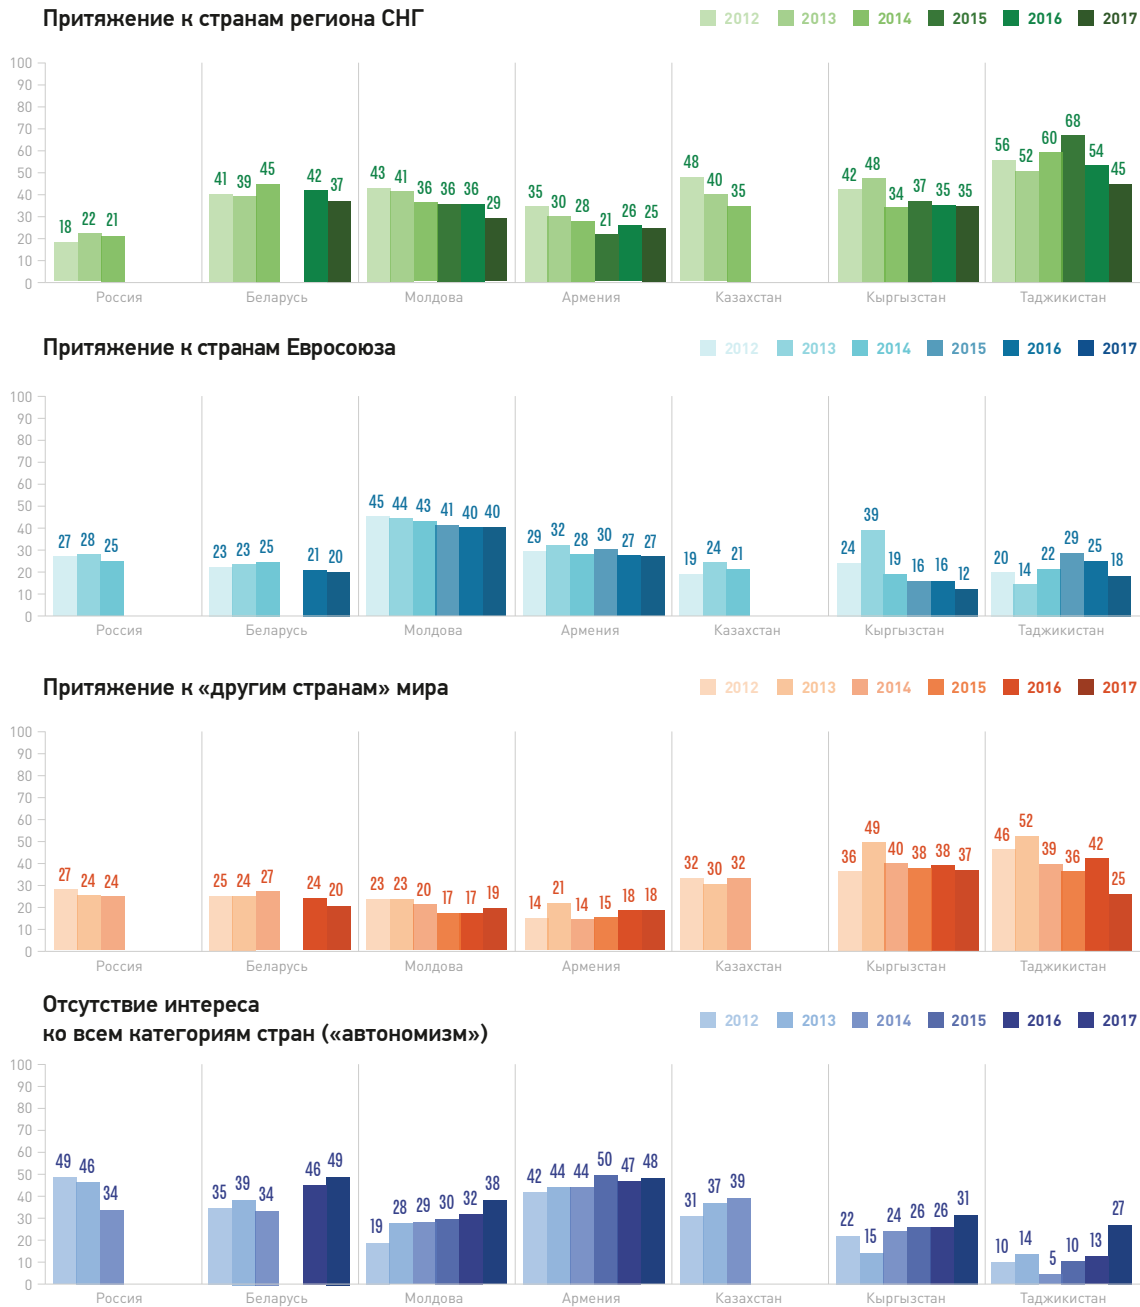 Притяжение к странам региона СНГ
2012 2013 2014 2015 2016 2017
100
90
80
70
60
50
40
30
20
10
0
18 22 21
41 39 45 42 37
43 41 36 36 36 29
35 30 28 21 26 25
48 40 35
42 48 34 37 35 35
56 52 60 68 54 45
Россия Беларусь Молдова Армения Казахстан Кыргызстан Таджикистан
Притяжение к странам Евросоюза
2012 2013 2014 2015 2016 2017
100
90
80
70
60
50
40
30
20
10
0
27 28 25
23 23 25 21 20
45 44 43 41 40 40
29 32 28 30 27 27
19 24 21
24 39 19 16 16 12
20 14 22 29 25 18
Россия Беларусь Молдова Армения Казахстан Кыргызстан Таджикистан
Притяжение к «другим странам» мира
2012 2013 2014 2015 2016 2017
100
90
80
70
60
50
40
30
20
10
0
27 24 24
25 24 27 24 20
23 23 20 17 17 19
14 21 14 15 18 18
32 30 32
36 49 40 38 38 37
46 52 39 36 42 25
Россия Беларусь Молдова Армения Казахстан Кыргызстан Таджикистан
Отсутствие интереса
ко всем категориям стран («автономизм»)
2012 2013 2014 2015 2016 2017
100
90
80
70
60
50
40
30
20
10
0
49 46 34
35 39 34 46 49
19 28 29 30 32 38
42 44 44 50 47 48
31 37 39
22 15 24 26 26 31
10 14 5 10 13 27
Россия Беларусь Молдова Армения Казахстан Кыргызстан Таджикистан